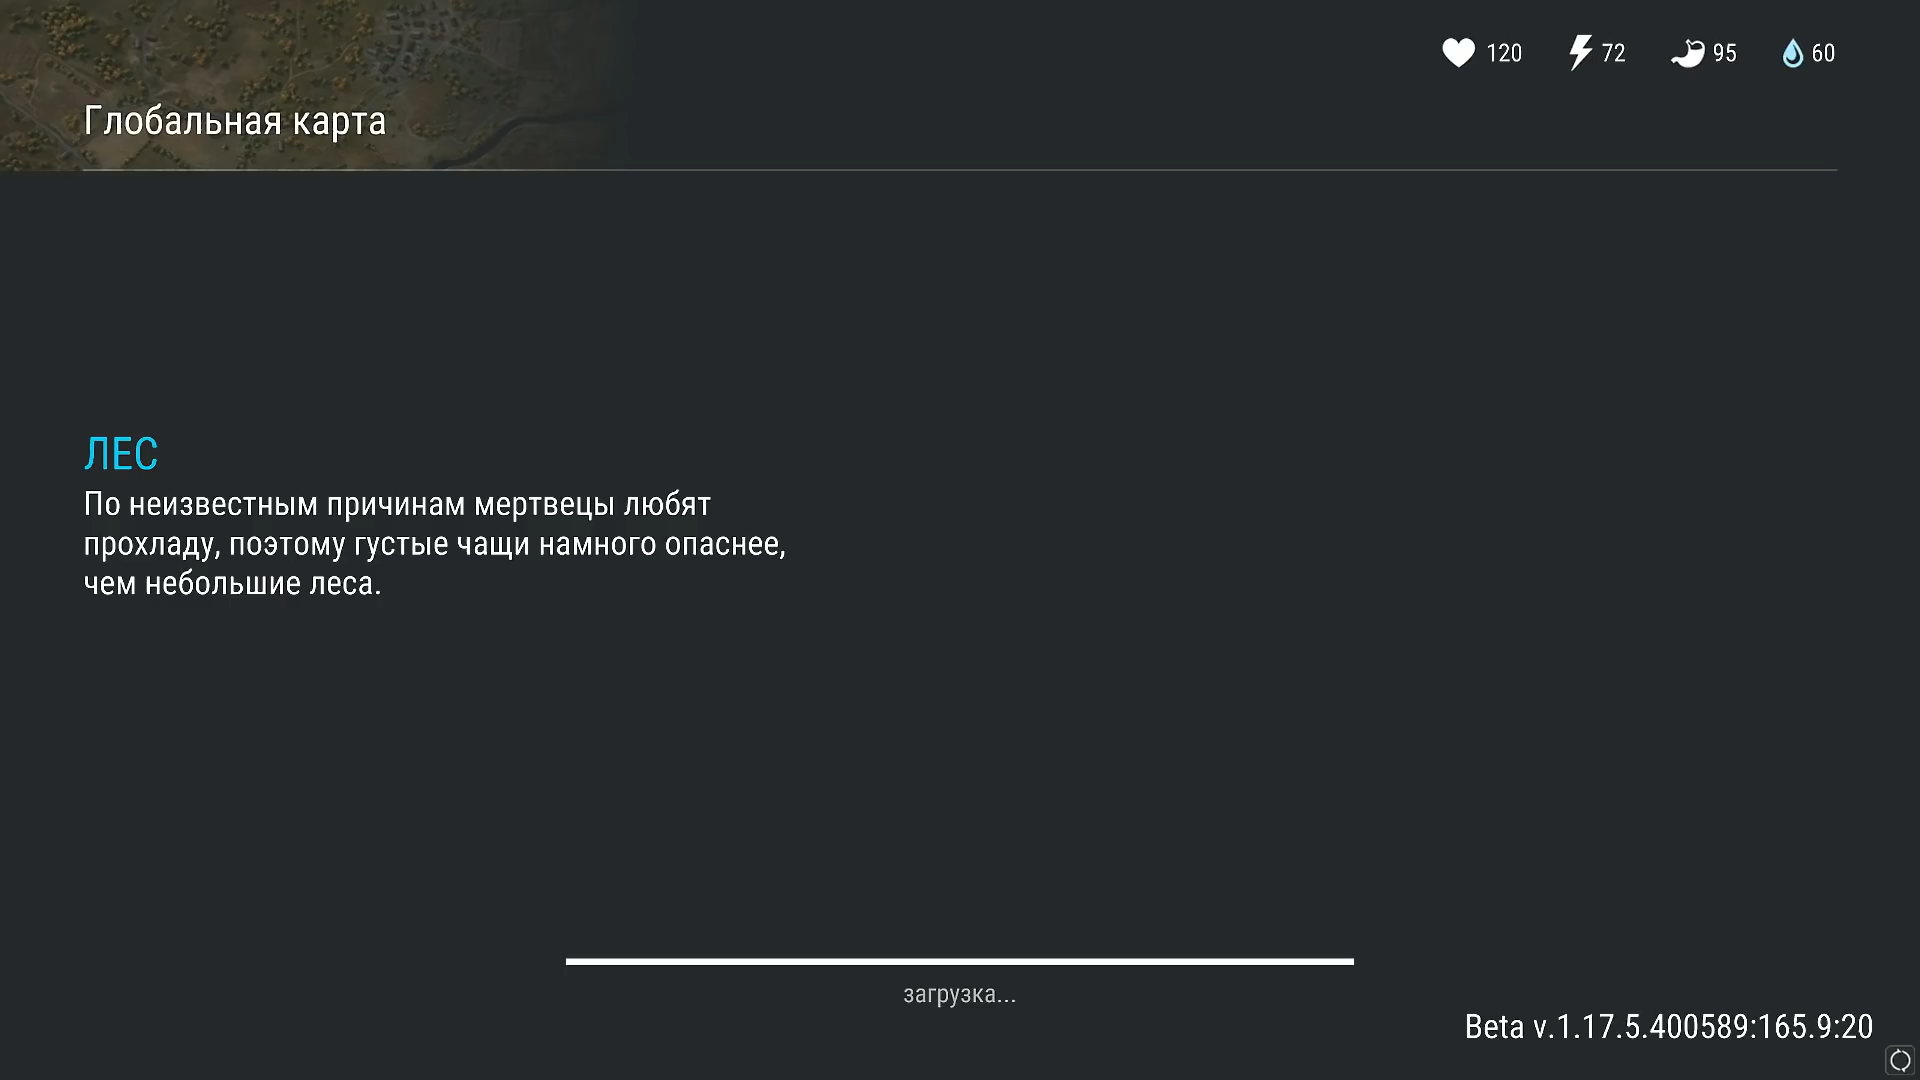 120 72 95 60
Глобальная карта
ЛЕС
По неизвестным причинам мертвецы любят
прохладу, поэтому густые чащи намного опаснее,
чем небольшие леса.
загрузка...
Beta v.1.17.5.400589:165.9:20